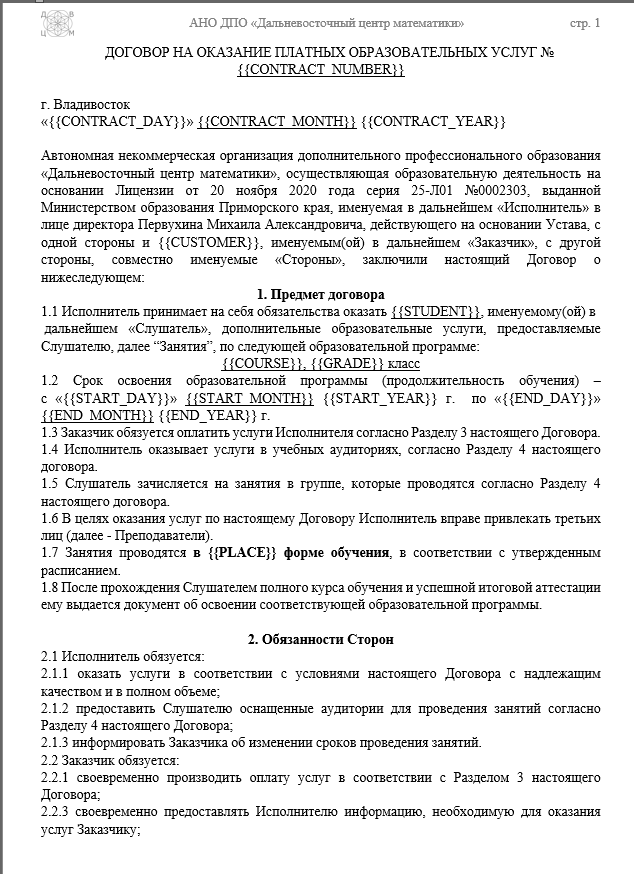 Д В Ц М
АНО ДПО «Дальневосточный центр математики»
стр. 1
ДОГОВОР НА ОКАЗАНИЕ ПЛАТНЫХ ОБРАЗОВАТЕЛЬНЫХ УСЛУГ №
{{CONTRACT_NUMBER}}
г. Владивосток
«{{CONTRACT_DAY}}» {{CONTRACT_MONTH}} {{CONTRACT_YEAR}}
Автономная некоммерческая организация дополнительного профессионального образования
«Дальневосточный центр математики», осуществляющая образовательную деятельность на
основании Лицензии от 20 ноября 2020 года серия 25-Л01 №0002303, выданной
Министерством образования Приморского края, именуемая в дальнейшем «Исполнитель» в
лице директора Первухина Михаила Александровича, действующего на основании Устава, с
одной стороны и {{CUSTOMER}}, именуемым(ой) в дальнейшем «Заказчик», с другой
стороны, совместно именуемые «Стороны», заключили настоящий Договор о
нижеследующем:
1. Предмет договора
1.1 Исполнитель принимает на себя обязательства оказать {{STUDENT}}, именуемому(ой) в
дальнейшем «Слушатель», дополнительные образовательные услуги, предоставляемые
Слушателю, далее “Занятия”, по следующей образовательной программе:
{{COURSE}}, {{GRADE}} класс
1.2 Срок освоения образовательной программы (продолжительность обучения) –
с «{{START_DAY}}» {{START_MONTH}} {{START_YEAR}} г. по «{{END_DAY}}»
{{END_MONTH}} {{END_YEAR}} г.
1.3 Заказчик обязуется оплатить услуги Исполнителя согласно Разделу 3 настоящего Договора.
1.4 Исполнитель оказывает услуги в учебных аудиториях, согласно Разделу 4 настоящего
договора.
1.5 Слушатель зачисляется на занятия в группе, которые проводятся согласно Разделу 4
настоящего договора.
1.6 В целях оказания услуг по настоящему Договору Исполнитель вправе привлекать третьих
лиц (далее - Преподаватели).
1.7 Занятия проводятся в {{PLACE}} форме обучения, в соответствии с утвержденным
расписанием.
1.8 После прохождения Слушателем полного курса обучения и успешной итоговой аттестации
ему выдается документ об освоении соответствующей образовательной программы.
2. Обязанности Сторон
2.1 Исполнитель обязуется:
2.1.1 оказать услуги в соответствии с условиями настоящего Договора с надлежащим
качеством и в полном объеме;
2.1.2 предоставить Слушателю оснащенные аудитории для проведения занятий согласно
Разделу 4 настоящего Договора;
2.1.3 информировать Заказчика об изменении сроков проведения занятий.
2.2 Заказчик обязуется:
2.2.1 своевременно производить оплату услуг в соответствии с Разделом 3 настоящего
Договора;
2.2.3 своевременно предоставлять Исполнителю информацию, необходимую для оказания
услуг Заказчику;